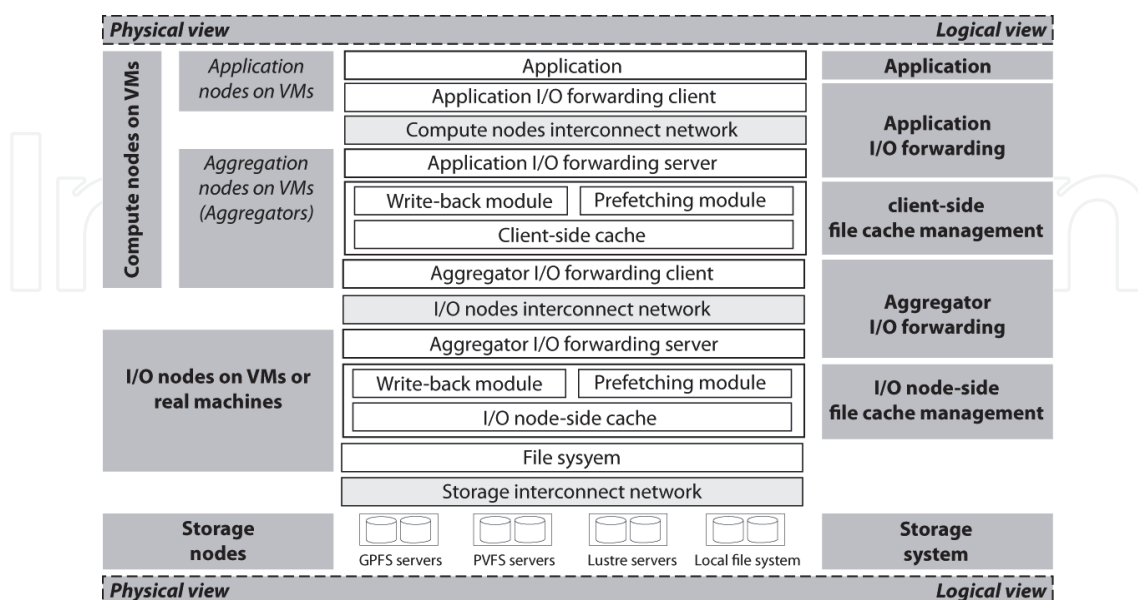 Physical view
Logical view
Compute nodes on VMs
Application
nodes on VMs
Application
Application
Application I/O forwarding client
Application
I/O forwarding
Compute nodes interconnect network
Aggregation
nodes on VMs
(Aggregators)
Application I/O forwarding server
Write-back module
Prefetching module
Client-side cache
client-side
file cache management
Aggregator I/O forwarding client
I/O nodes interconnect network
Aggregator
I/O forwarding
Aggregator I/O forwarding server
I/O nodes on VMs or
real machines
Write-back module
Prefetching module
I/O node-side cache
I/O node-side
file cache management
File sysyem
Storage interconnect network
Storage
nodes
GPFS servers
PVFS servers
Lustre servers
Local file system
Storage
system
Physical view
Logical view